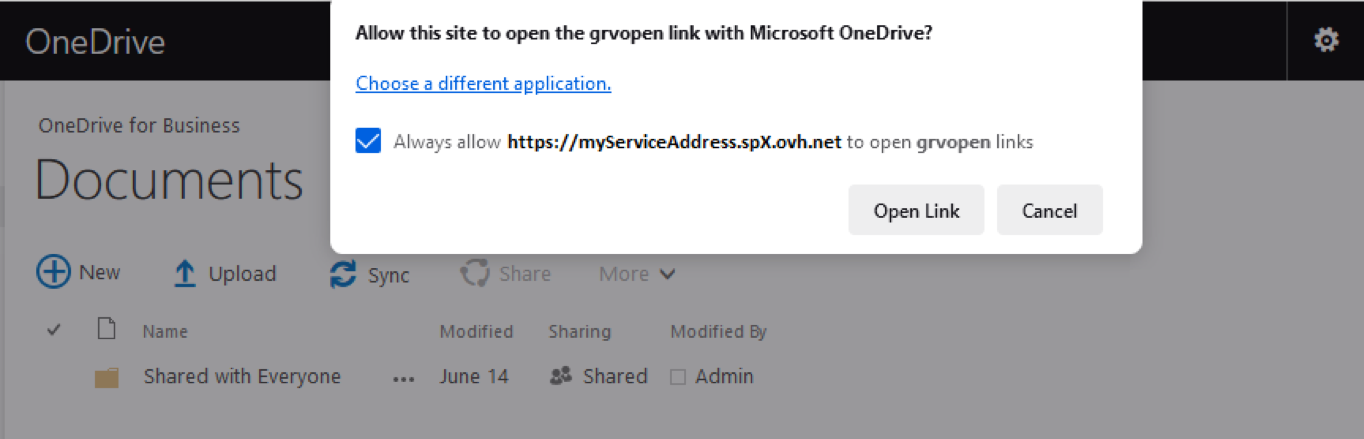 OneDrive
Allow this site to open the grvopen link with Microsoft OneDrive?
Choose a different application.
Always allow https://myServiceAddress.spX.ovh.net to open grvopen links
Open Link Cancel
OneDrive for Business
Documents
New Upload Sync Share More
Name Modified Sharing Modified By
Shared with Everyone ... June 14 Shared Admin